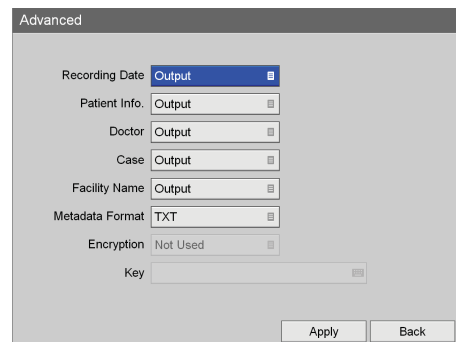 Advanced
Recording Date Output
Patient Info. Output
Doctor Output
Case Output
Facility Name Output
Metadata Format TXT
Encryption Not Used
Key
Apply Back